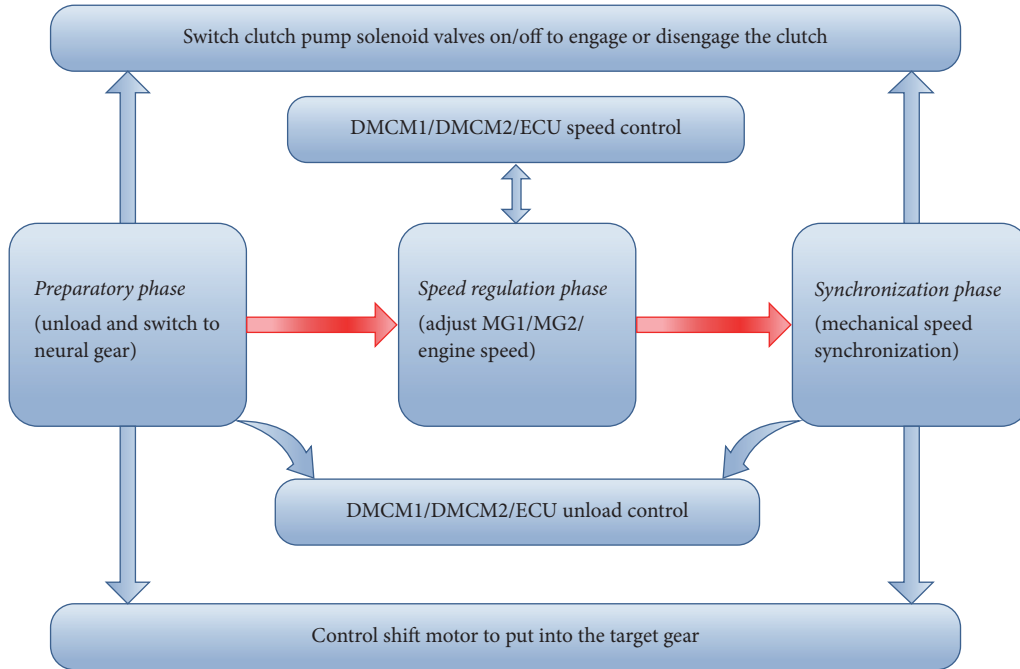 Switch clutch pump solenoid valves on/off to engage or disengage the clutch
DMCM1/DMCM2/ECU speed control
Preparatory phase
(unload and switch to
neural gear)
Speed regulation phase
(adjust MG1/MG2/
engine speed)
Synchronization phase
(mechanical speed
synchronization)
DMCM1/DMCM2/ECU unload control
Control shift motor to put into the target gear